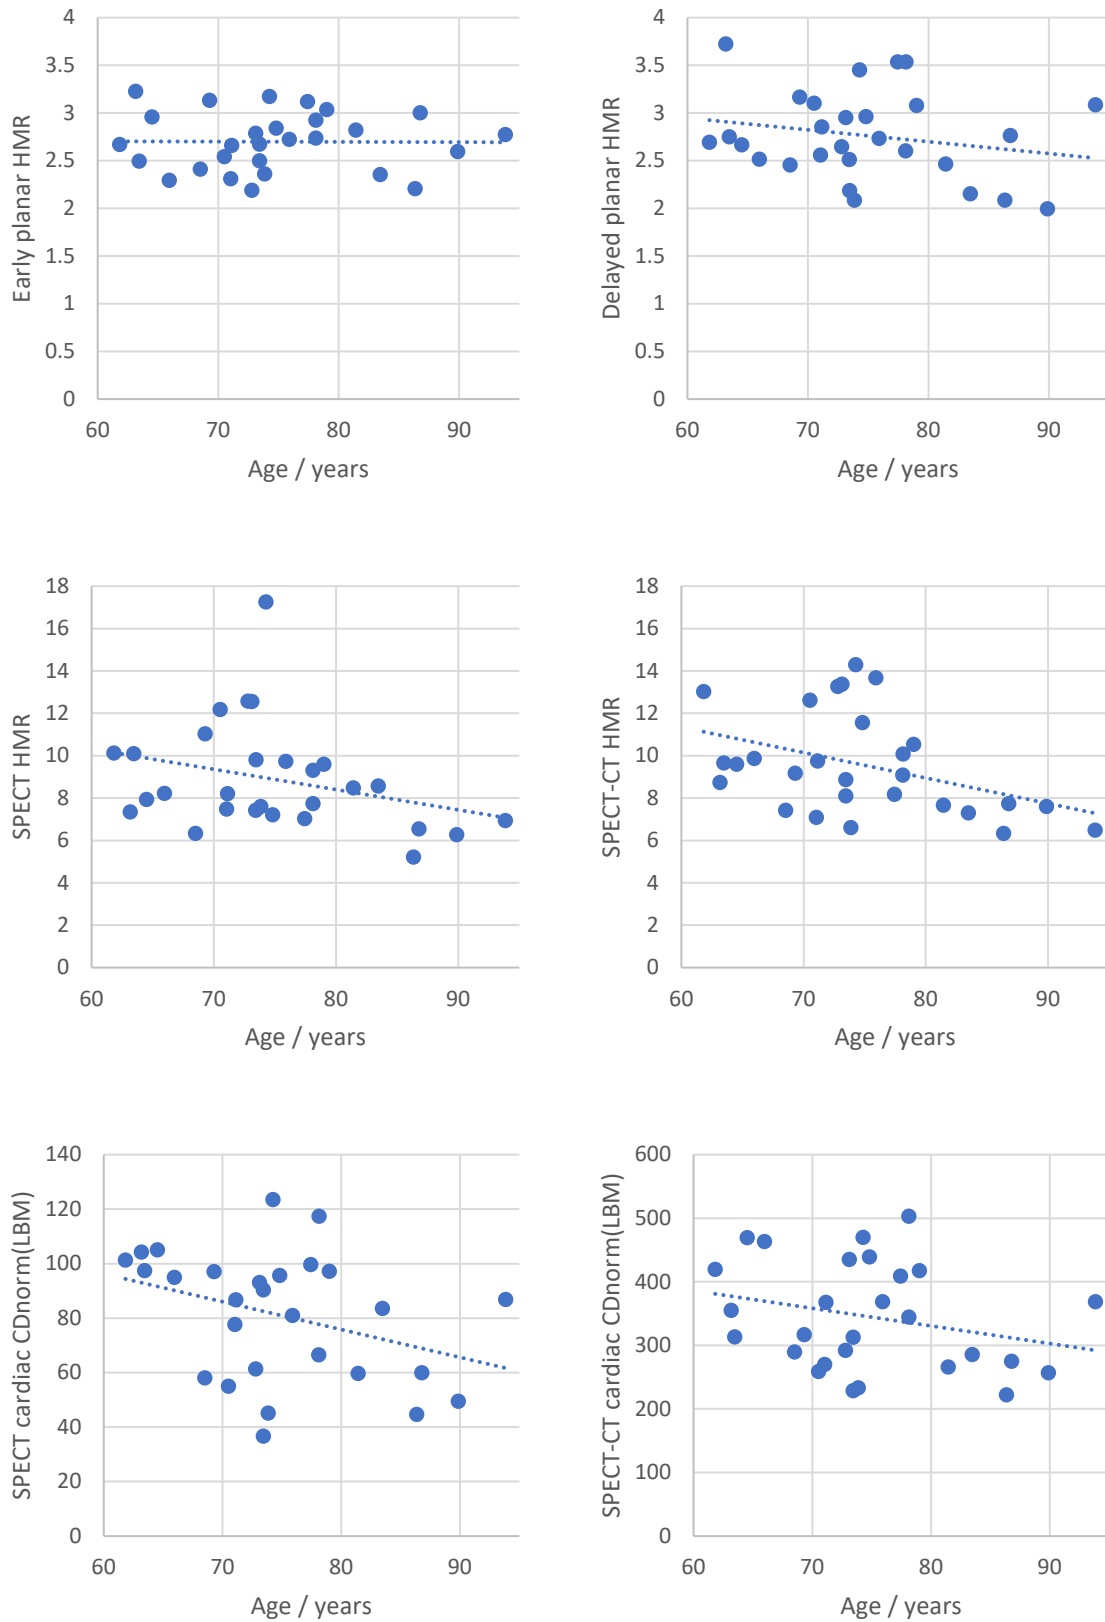 4
3.5
3
2.5
2
1.5
1
0.5
0
60 70 80 90
Early planar HMR
Age / years
4
3.5
3
2.5
2
1.5
1
0.5
0
60 70 80 90
Delayed planar HMR
Age / years
18
16
14
12
10
8
6
4
2
0
60 70 80 90
SPECT HMR
Age / years
18
16
14
12
10
8
6
4
2
0
60 70 80 90
SPECT-CT HMR
Age / years
140
120
100
80
60
40
20
0
60 70 80 90
SPECT cardiac CDnorm(LBM)
Age / years
600
500
400
300
200
100
0
60 70 80 90
SPECT-CT cardiac CDnorm(LBM)
Age / years